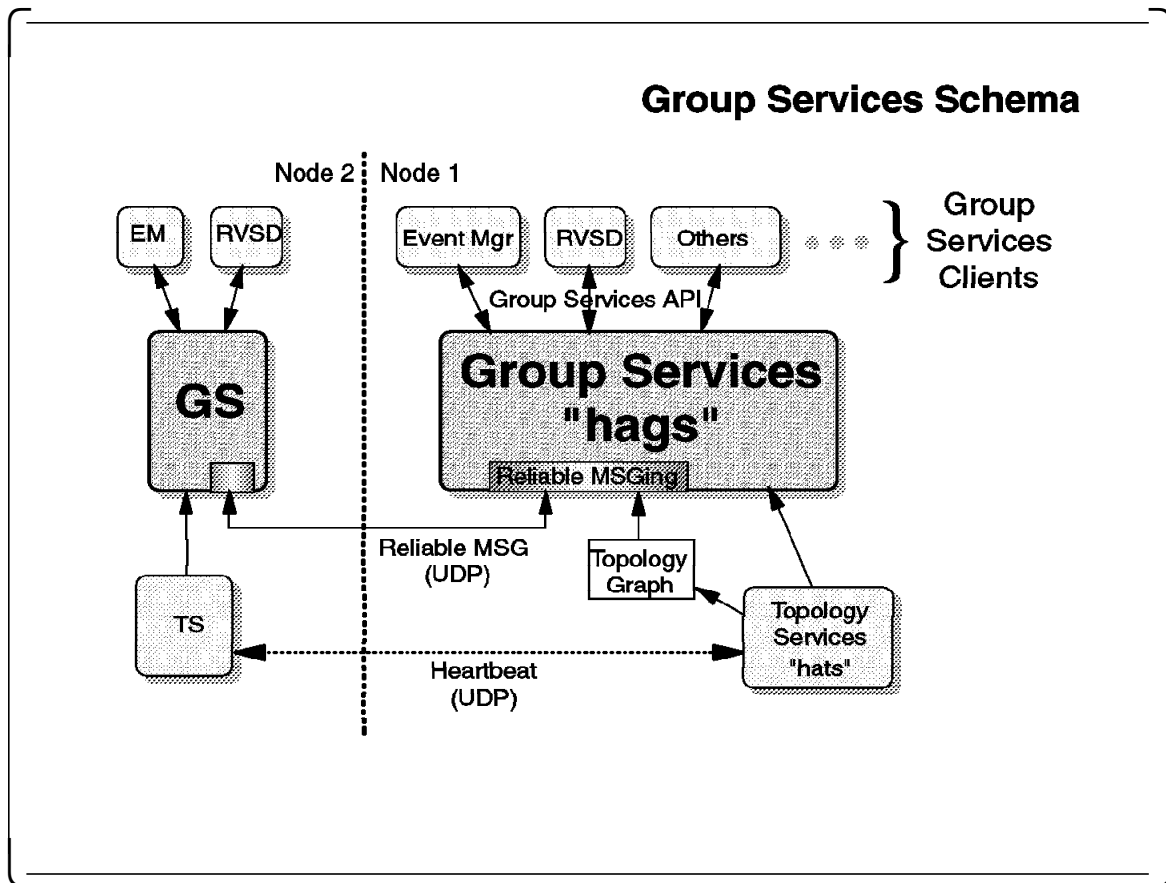 Group Services Schema
Node 2
Node 1
EM
RVSD
Event Mgr
RVSD
Others
Group
Services
Clients
Group Services API
GS
Group Services
"hags"
Reliable MSGing
Reliable MSG
(UDP)
Topology
Graph
TS
Topology
Services
"hats"
Heartbeat
(UDP)